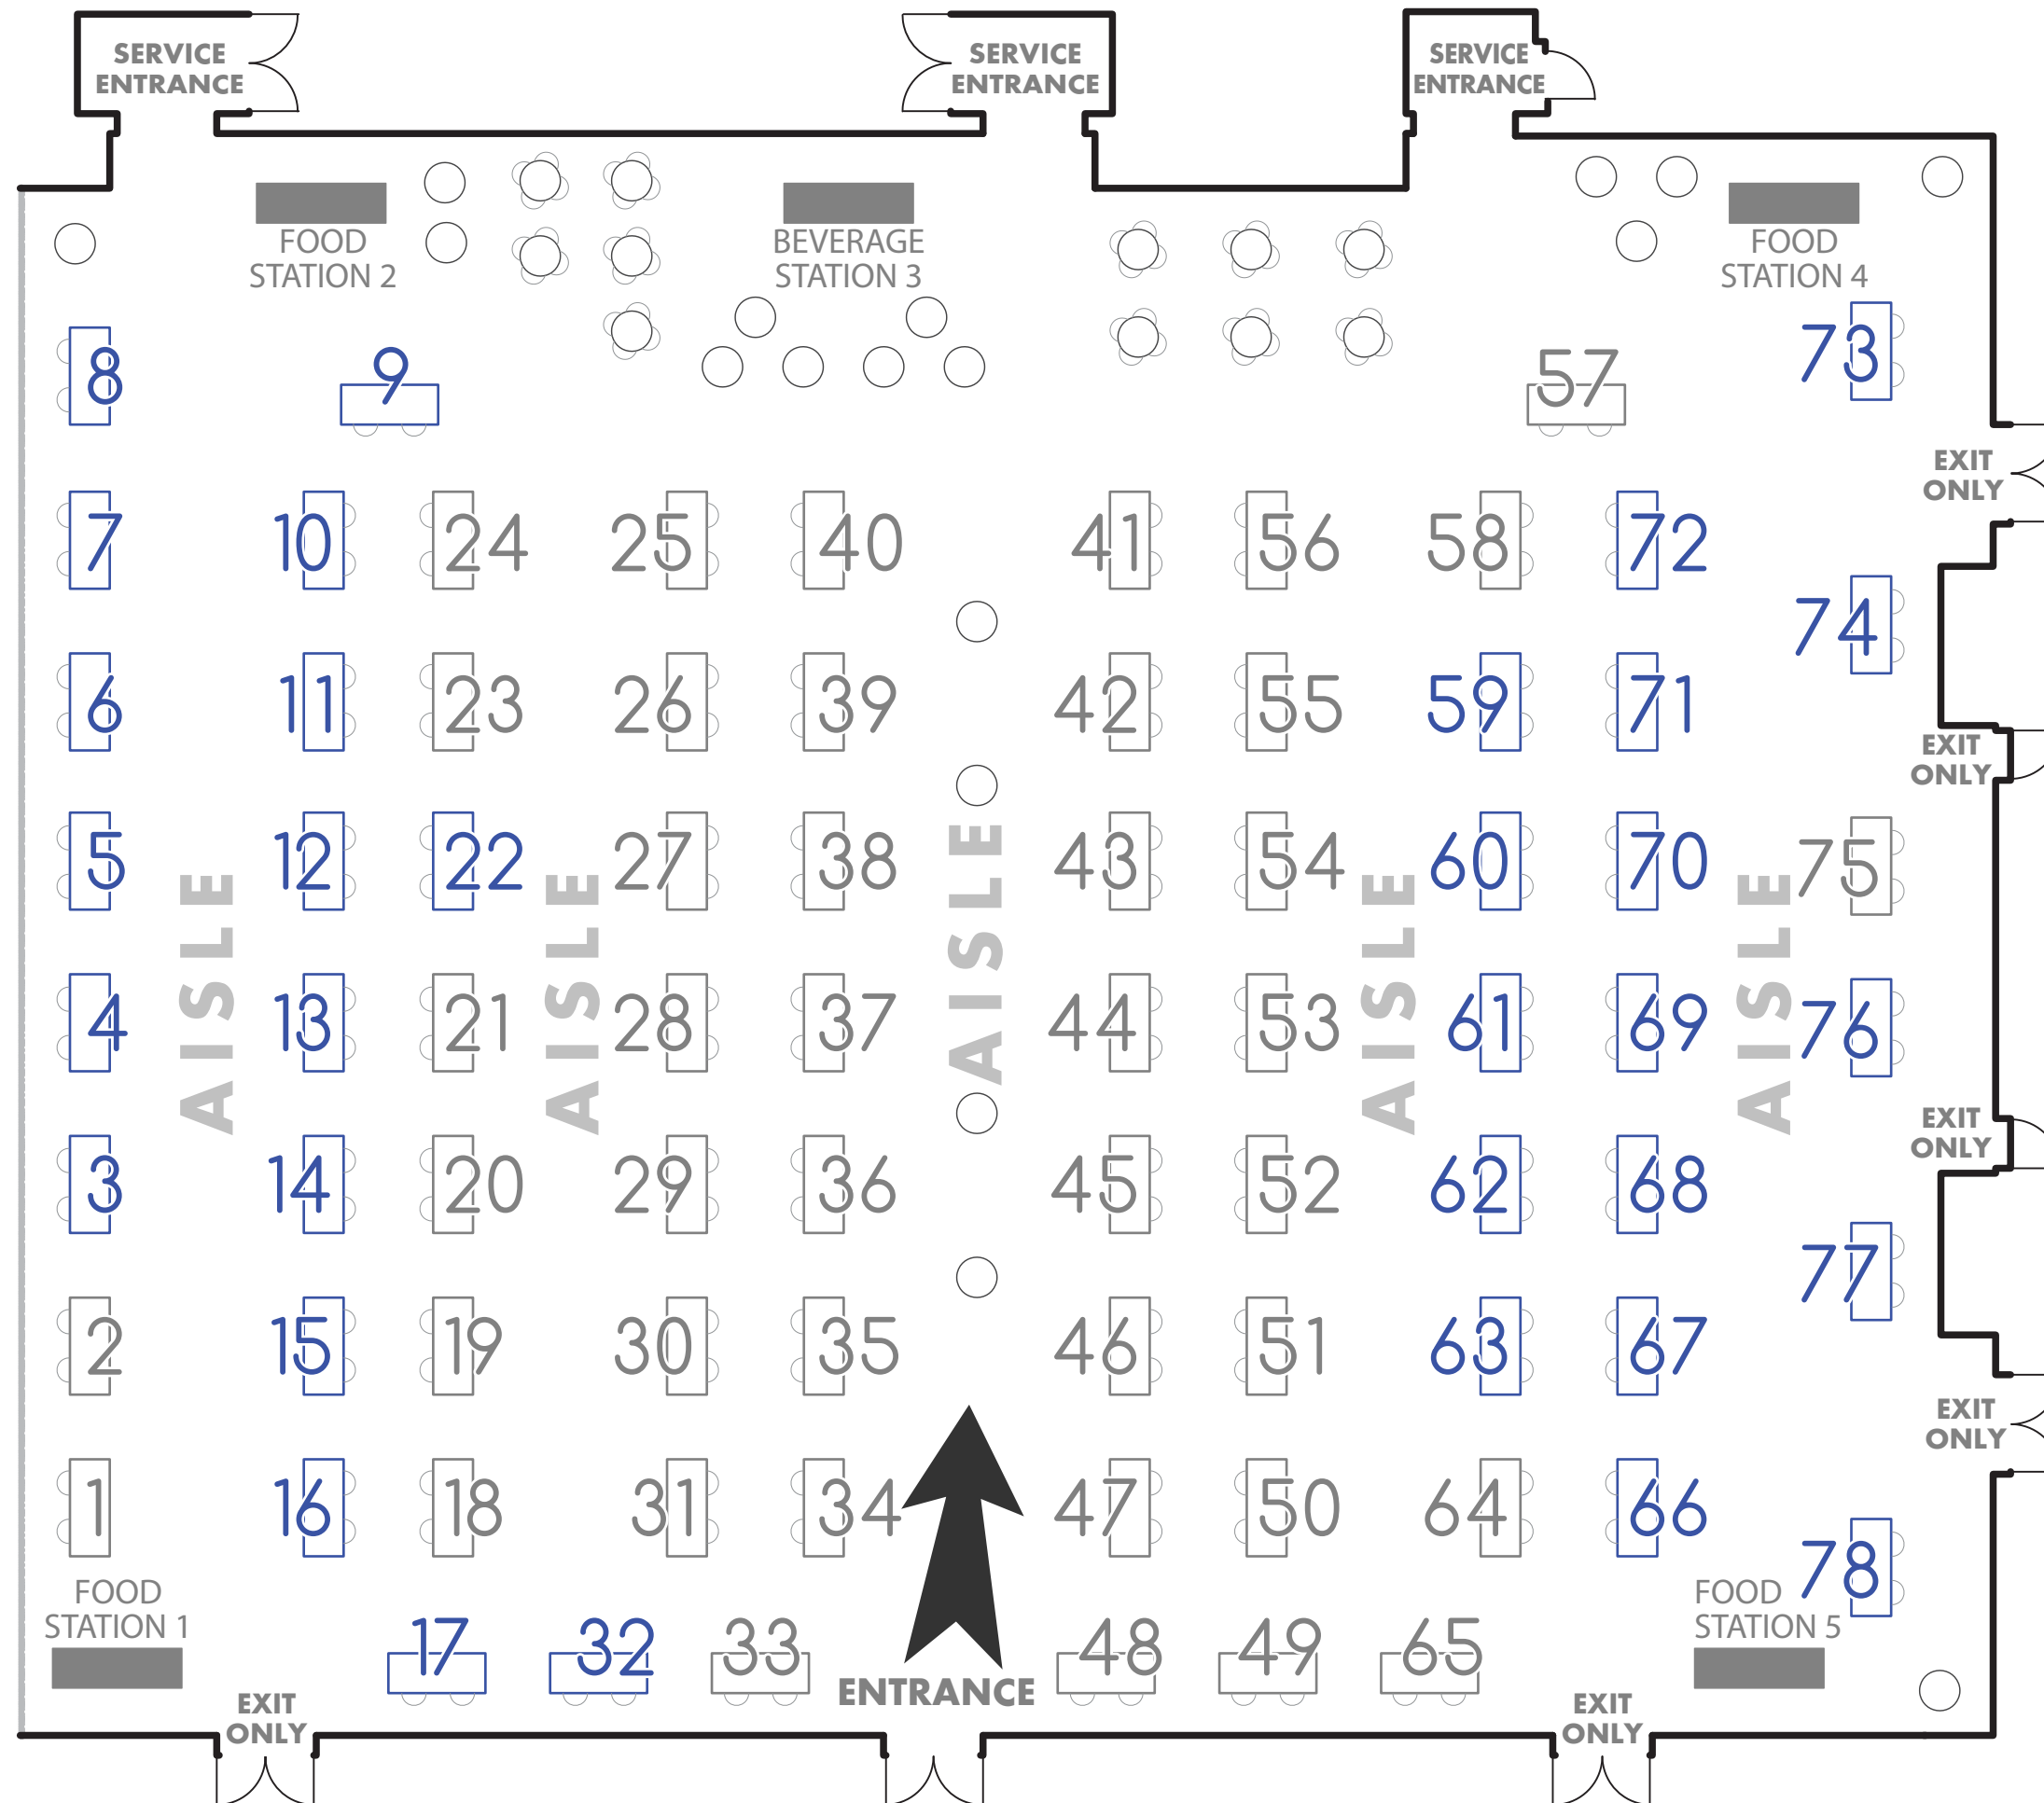 SERVICE
ENTRANCE
SERVICE
ENTRANCE
SERVICE
ENTRANCE
FOOD
STATION 2
BEVERAGE
STATION 3
FOOD
STATION 4
8
9
57
73
EXIT
ONLY
7
10
24
25
40
41
56
58
72
74
6
11
23
26
39
42
55
59
71
EXIT
ONLY
5
12
22
27
38
43
54
60
70
75
AISLE
AISLE
AISLE
AISLE
AISLE
4
13
21
28
37
44
53
61
69
76
EXIT
ONLY
3
14
20
29
36
45
52
62
68
77
2
15
19
30
35
46
51
63
67
EXIT
ONLY
1
16
18
31
34
47
50
64
66
78
FOOD
STATION 1
FOOD
STATION 5
17
32
33
48
49
65
ENTRANCE
EXIT
ONLY
EXIT
ONLY